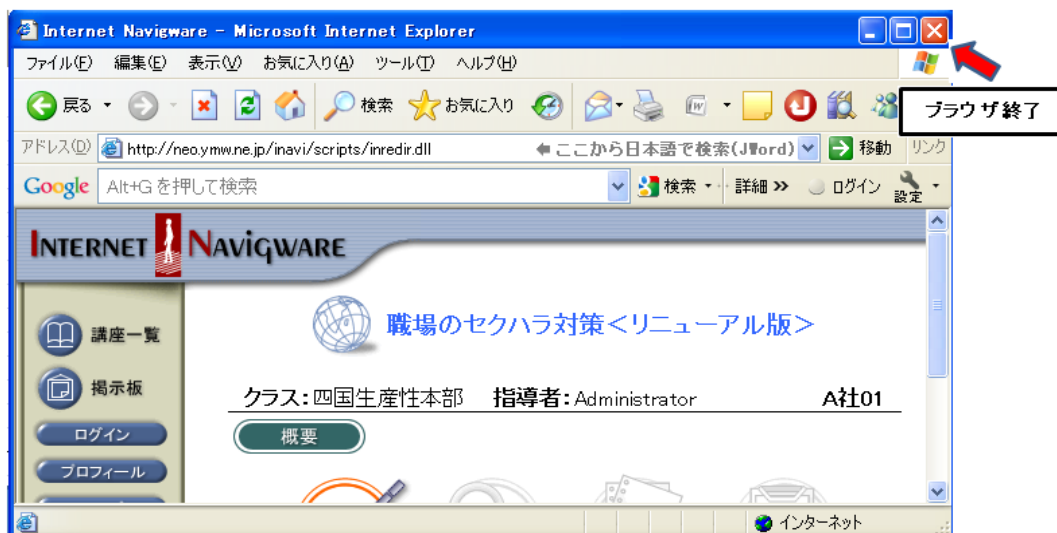 Internet Navigware - Microsoft Internet Explorer
ファイル(F) 編集(E) 表示(V) お気に入り(A) ツール(T) ヘルプ(H)
戻る 検索 お気に入り
ブラウザ終了
アドレス(D) http://neo.ymw.ne.jp/inavi/scripts/inredir.dll ここから日本語で検索(JWord) 移動 リンク
Google Alt+G を押して検索 検索 詳細 >> ログイン 設定
INTERNET NAVIGWARE
職場のセクハラ対策<リニューアル版>
講座一覧
掲示板
クラス:四国生産性本部 指導者:Administrator A社01
ログイン
概要
プロフィール
インターネット